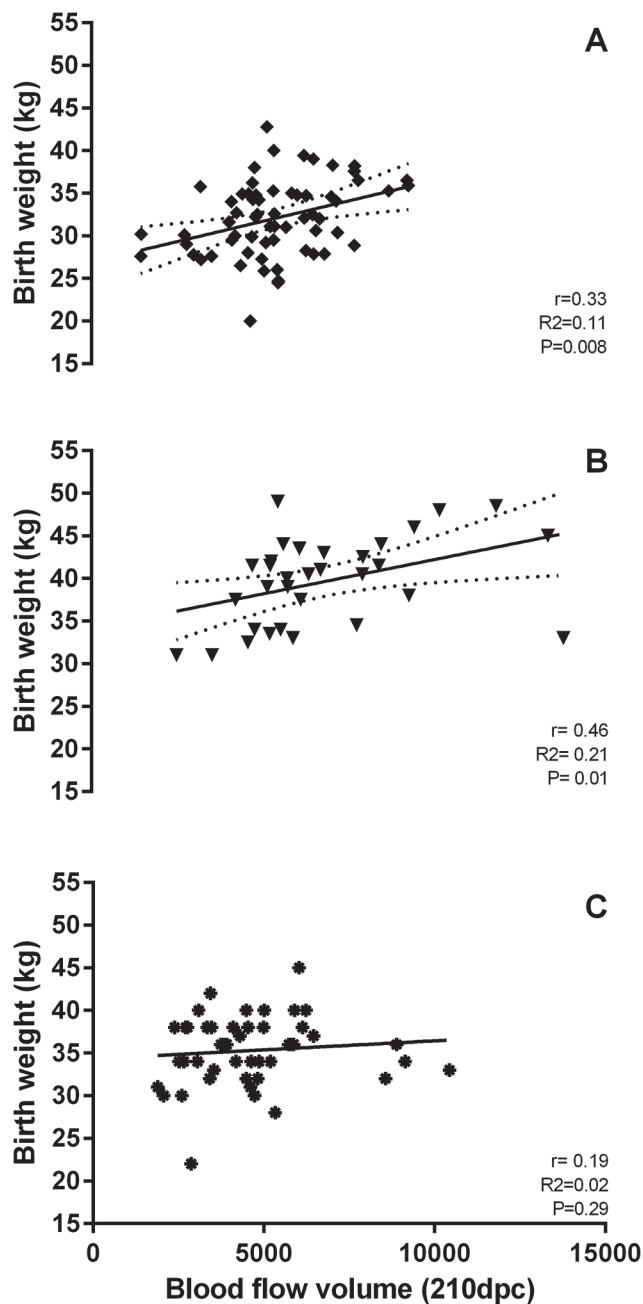 A
Birth weight (kg)
55
50
45
40
35
30
25
20
15
r=0.33
R2=0.11
P=0.008
B
Birth weight (kg)
55
50
45
40
35
30
25
20
15
r= 0.46
R2= 0.21
P= 0.01
C
Birth weight (kg)
55
50
45
40
35
30
25
20
15
r= 0.19
R2=0.02
P=0.29
0 5000 10000 15000
Blood flow volume (210dpc)